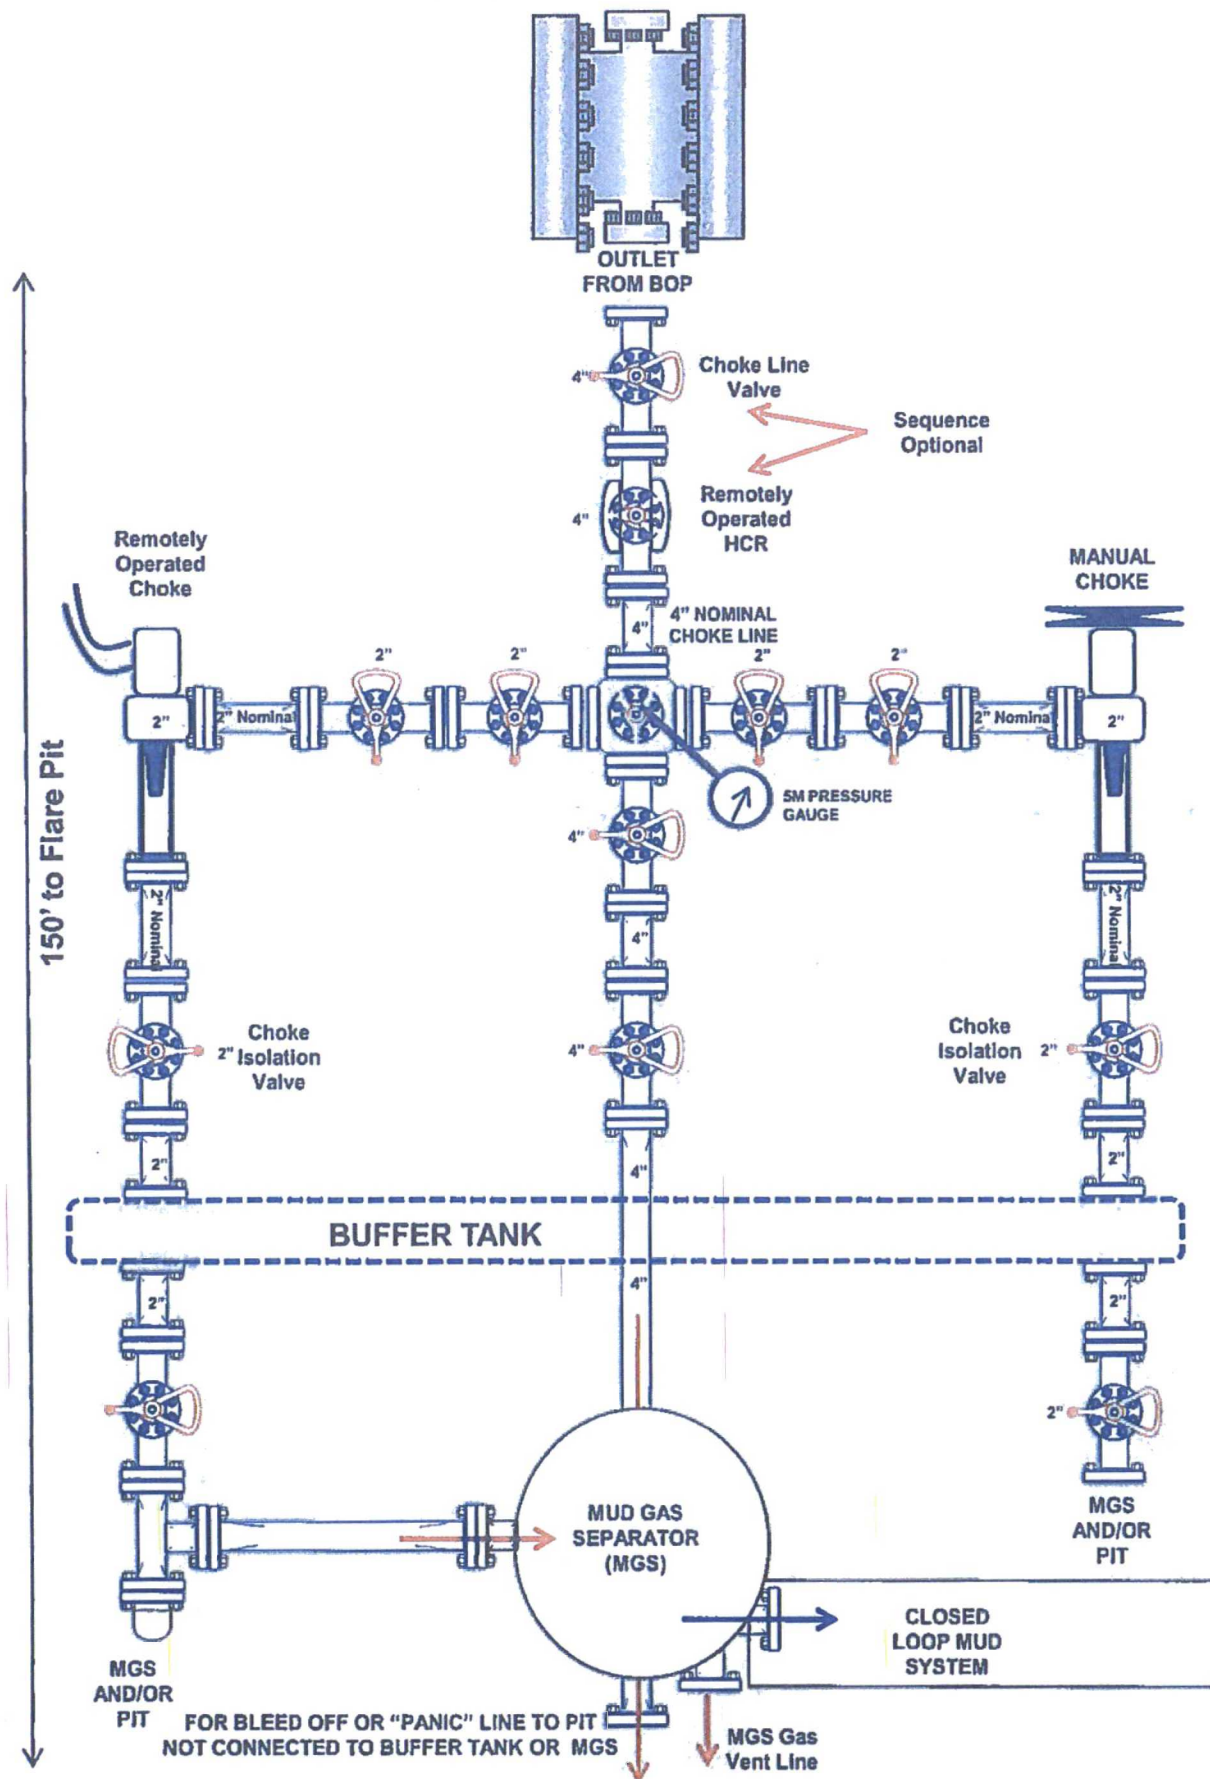 OUTLET
FROM BOP
4"
Choke Line
Valve
Sequence
Optional
4"
Remotely
Operated
HCR
Remotely
Operated
Choke
MANUAL
CHOKE
4"
4" NOMINAL
CHOKE LINE
2"
2"
2"
2"
2"
2" Nominal
2" Nominal
2"
5M PRESSURE
GAUGE
4"
150' to Flare Pit
2" Nominal
4"
2" Nominal
2"
Choke
Isolation
Valve
4"
Choke
Isolation
Valve
2"
2"
4"
2"
BUFFER TANK
2"
4"
2"
2"
MUD GAS
SEPARATOR
(MGS)
MGS
AND/OR
PIT
CLOSED
LOOP MUD
SYSTEM
MGS
AND/OR
PIT
FOR BLEED OFF OR "PANIC" LINE TO PIT
NOT CONNECTED TO BUFFER TANK OR MGS
MGS Gas
Vent Line